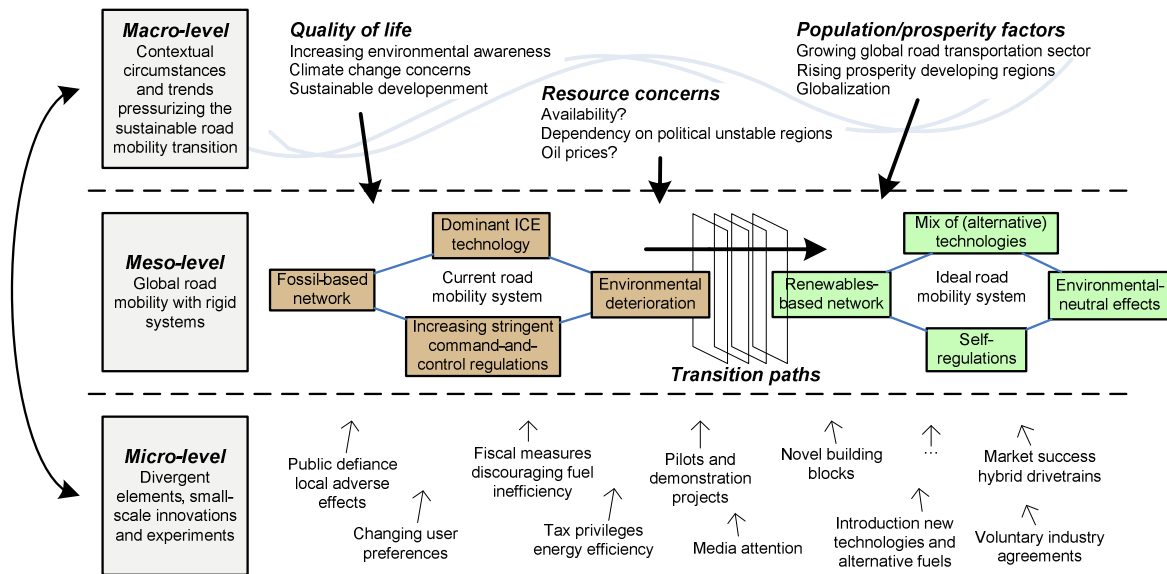 Macro-level
Contextual
circumstances
and trends
pressurizing the
sustainable road
mobility transition
Quality of life
Increasing environmental awareness
Climate change concerns
Sustainable developenment
Resource concerns
Availability?
Dependency on political unstable regions
Oil prices?
Population/prosperity factors
Growing global road transportation sector
Rising prosperity developing regions
Globalization
Meso-level
Global road
mobility with rigid
systems
Fossil-based
network
Dominant ICE
technology
Current road
mobility system
Increasing stringent
command-and-
control regulations
Environmental
deterioration
Transition paths
Renewables-
based network
Mix of (alternative)
technologies
Ideal road
mobility system
Self-
regulations
Environmental-
neutral effects
Micro-level
Divergent
elements, small-
scale innovations
and experiments
Public defiance
local adverse
effects
Changing user
preferences
Fiscal measures
discouraging fuel
inefficiency
Tax privileges
energy efficiency
Pilots and
demonstration
projects
Media attention
Novel building
blocks
...
Introduction new
technologies and
alternative fuels
Market success
hybrid drivetrains
Voluntary industry
agreements